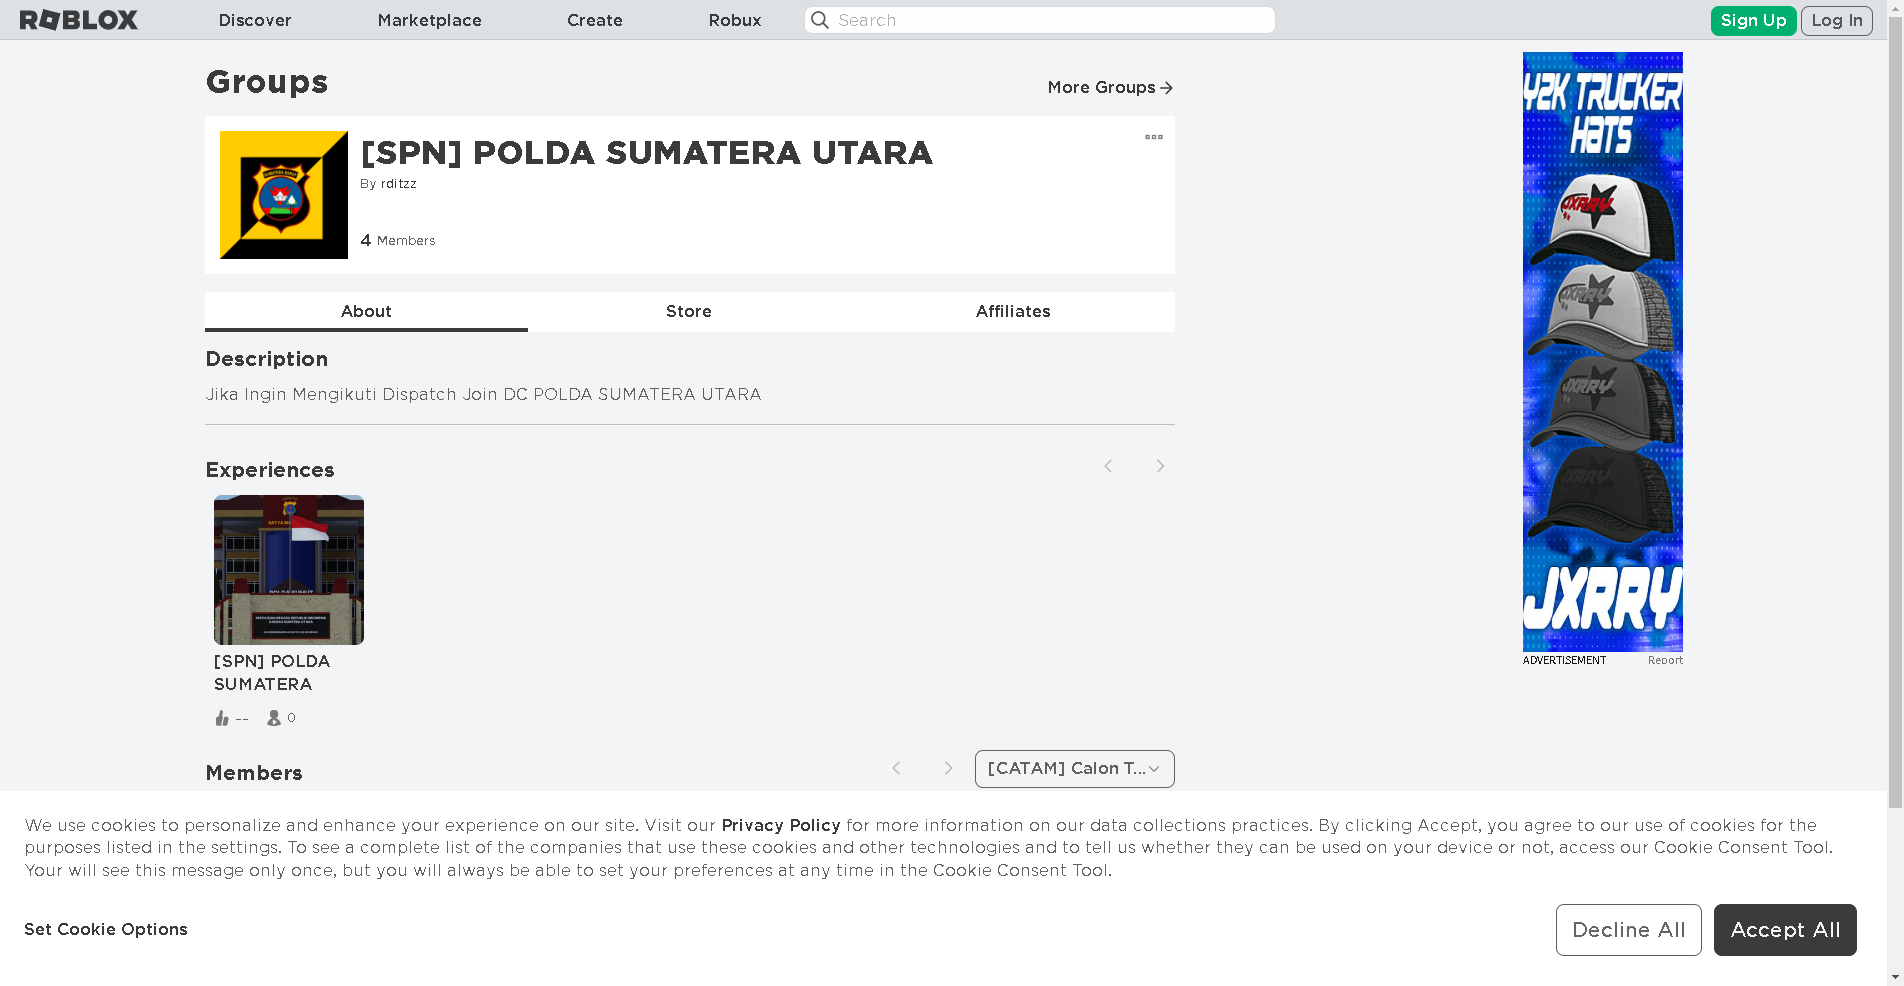 ROBLOX
Discover
Marketplace
Create
Robux
Search
Sign Up
Log In
Groups
More Groups
[SPN] POLDA SUMATERA UTARA
By rditzz
4 Members
About
Store
Affiliates
Description
Jika Ingin Mengikuti Dispatch Join DC POLDA SUMATERA UTARA
Experiences
[SPN] POLDA
SUMATERA
--
0
Members
[CATAM] Calon T...
Y2K TRUCKER
HATS
JXRRY
JXRRY
JXRRY
JXRRY
JXRRY
ADVERTISEMENT
Report
We use cookies to personalize and enhance your experience on our site. Visit our Privacy Policy for more information on our data collections practices. By clicking Accept, you agree to our use of cookies for the
purposes listed in the settings. To see a complete list of the companies that use these cookies and other technologies and to tell us whether they can be used on your device or not, access our Cookie Consent Tool.
Your will see this message only once, but you will always be able to set your preferences at any time in the Cookie Consent Tool.
Set Cookie Options
Decline All
Accept All